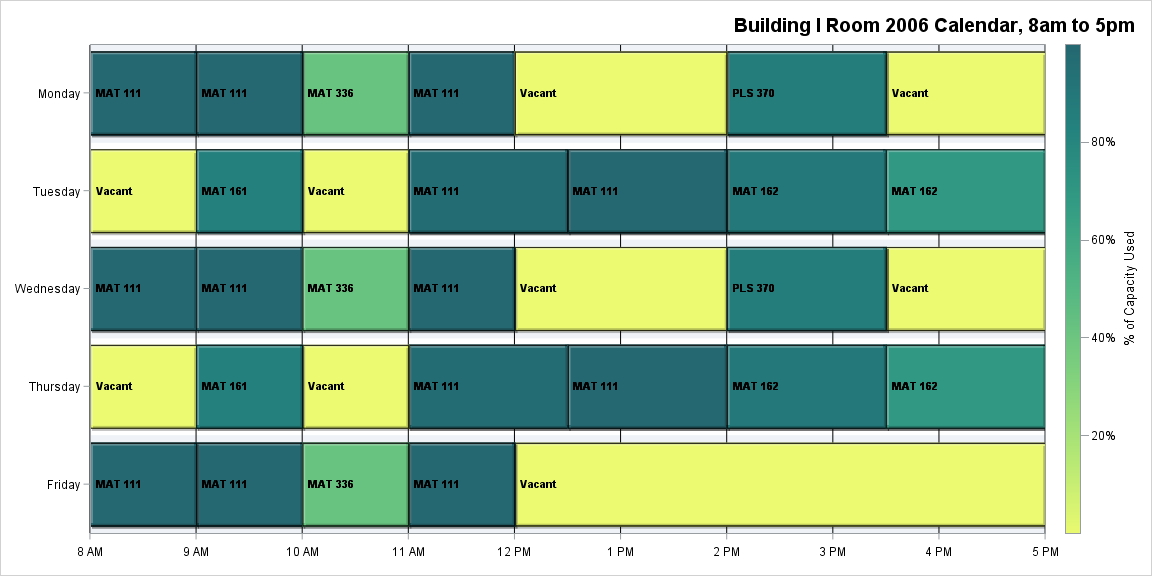 Building I Room 2006 Calendar, 8am to 5pm
Monday
MAT 111
MAT 111
MAT 336
MAT 111
Vacant
PLS 370
Vacant
Tuesday
Vacant
MAT 161
Vacant
MAT 111
MAT 111
MAT 162
MAT 162
Wednesday
MAT 111
MAT 111
MAT 336
MAT 111
Vacant
PLS 370
Vacant
Thursday
Vacant
MAT 161
Vacant
MAT 111
MAT 111
MAT 162
MAT 162
Friday
MAT 111
MAT 111
MAT 336
MAT 111
Vacant
8 AM
9 AM
10 AM
11 AM
12 PM
1 PM
2 PM
3 PM
4 PM
5 PM
80%
60%
40%
20%
% of Capacity Used